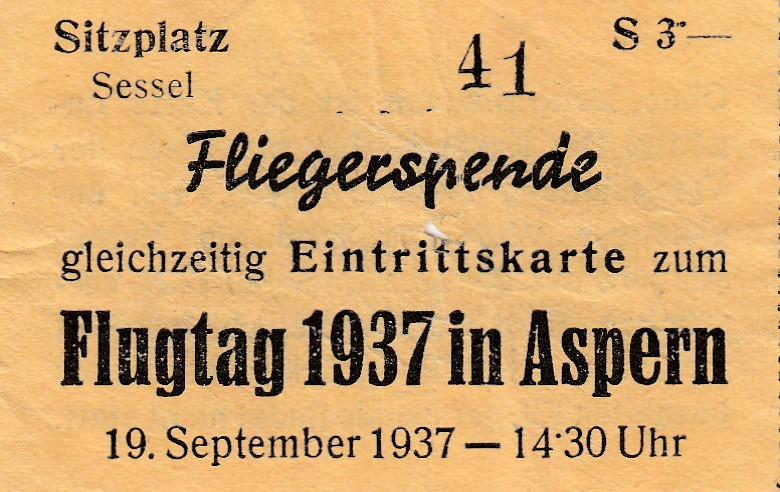 Sitzplatz
Sessel
41
S 3·—
Fliegerspende
gleichzeitig Eintrittskarte zum
Flugtag 1937 in Aspern
19. September 1937 — 14·30 Uhr